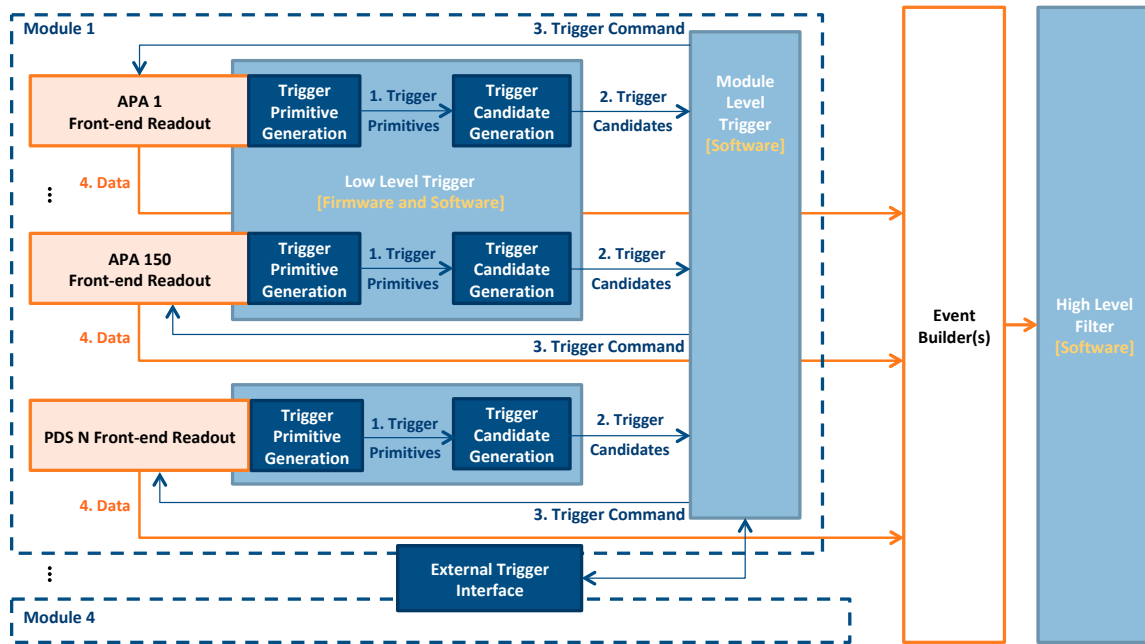 Module 1
3. Trigger Command
APA 1
Front-end Readout
Trigger
Primitive
Generation
1. Trigger
Primitives
Trigger
Candidate
Generation
2. Trigger
Candidates
Module
Level
Trigger
[Software]
4. Data
Low Level Trigger
[Firmware and Software]
APA 150
Front-end Readout
Trigger
Primitive
Generation
1. Trigger
Primitives
Trigger
Candidate
Generation
2. Trigger
Candidates
4. Data
3. Trigger Command
PDS N Front-end Readout
Trigger
Primitive
Generation
1. Trigger
Primitives
Trigger
Candidate
Generation
2. Trigger
Candidates
4. Data
3. Trigger Command
Event
Builder(s)
High Level
Filter
[Software]
External Trigger
Interface
Module 4